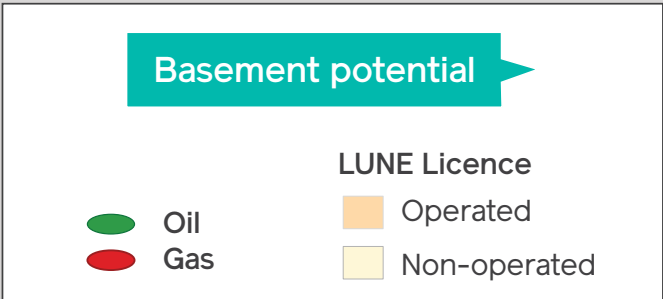 Basement potential
LUNE Licence
Oil
Operated
Gas
Non-operated